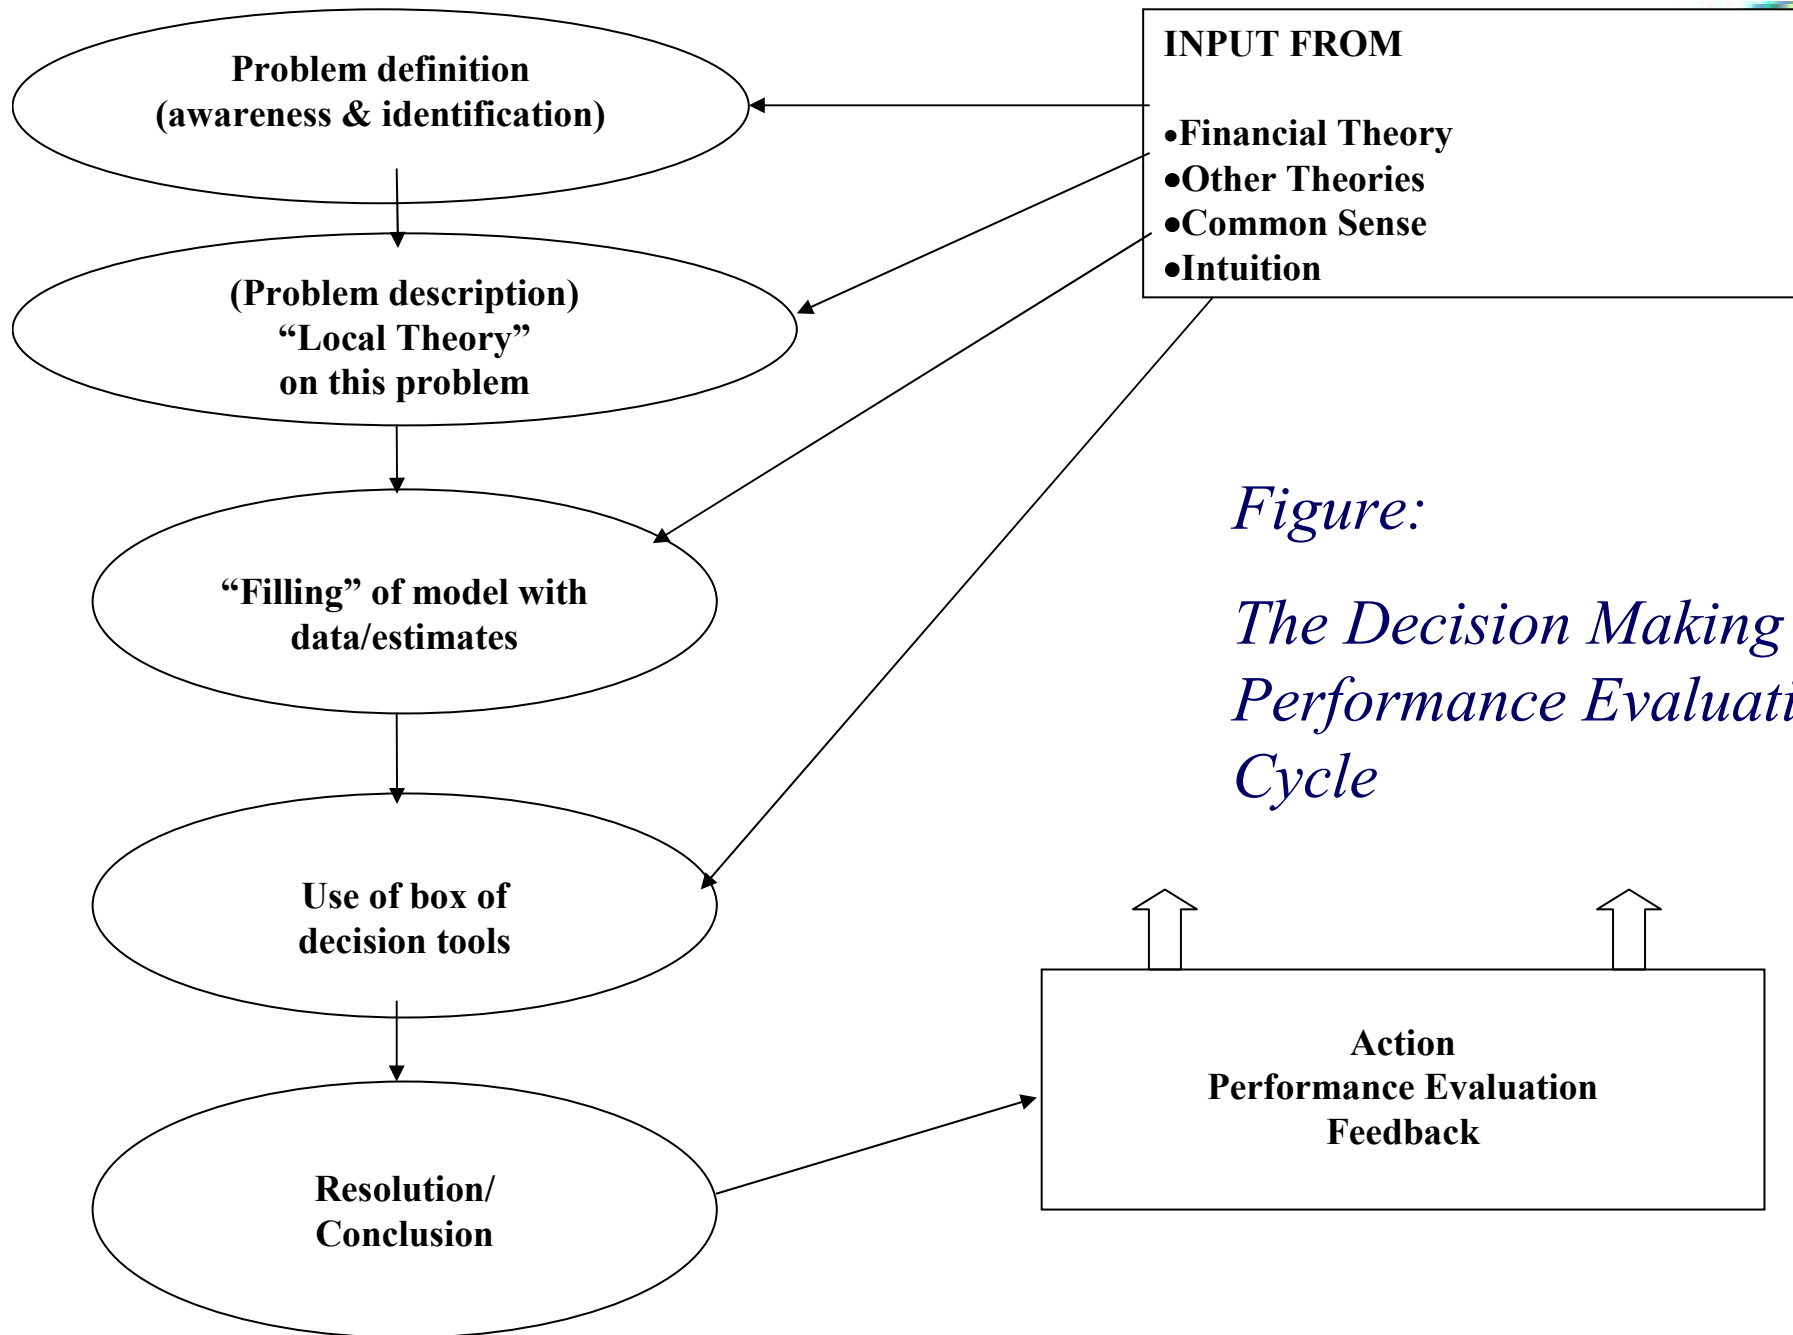 Problem definition
(awareness & identification)
INPUT FROM
•Financial Theory
•Other Theories
•Common Sense
•Intuition
(Problem description)
“Local Theory”
on this problem
“Filling” of model with
data/estimates
Figure:
The Decision Making
Performance Evaluati
Cycle
Use of box of
decision tools
Action
Performance Evaluation
Feedback
Resolution/
Conclusion